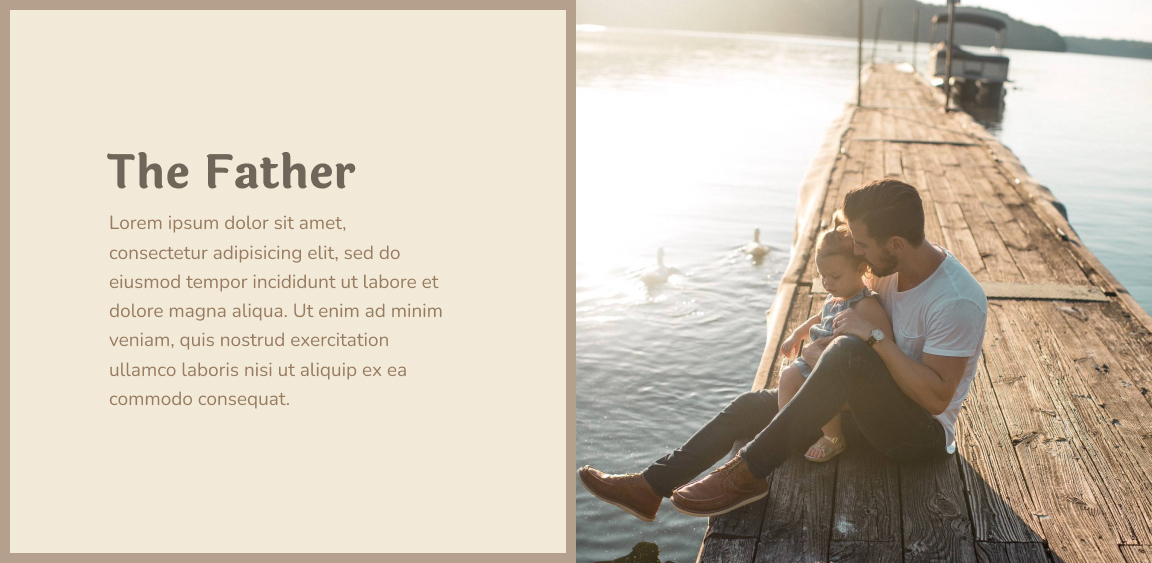 The Father
Lorem ipsum dolor sit amet,
consectetur adipisicing elit, sed do
eiusmod tempor incididunt ut labore et
dolore magna aliqua. Ut enim ad minim
veniam, quis nostrud exercitation
ullamco laboris nisi ut aliquip ex ea
commodo consequat.